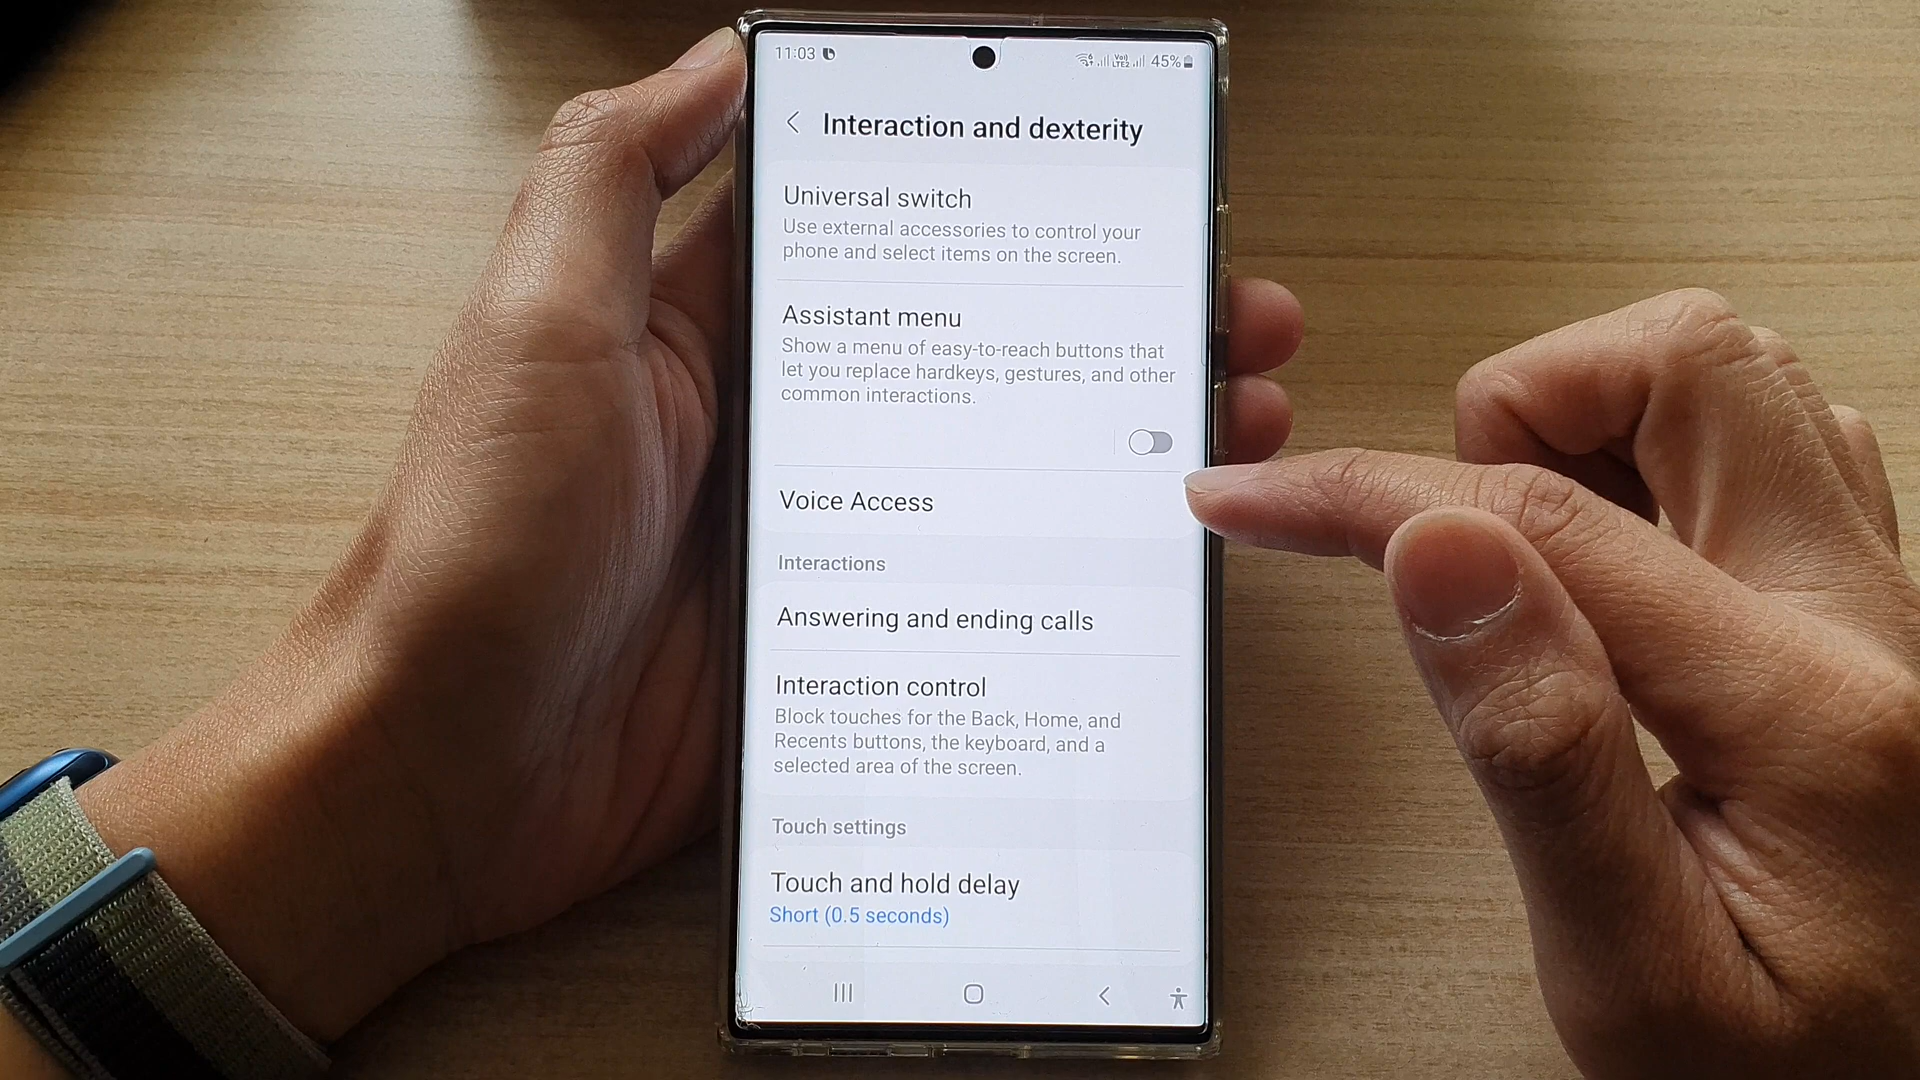 11:03
Vo)) LTE2 45%
Interaction and dexterity
Universal switch
Use external accessories to control your
phone and select items on the screen.
Assistant menu
Show a menu of easy-to-reach buttons that
let you replace hardkeys, gestures, and other
common interactions.
Voice Access
Interactions
Answering and ending calls
Interaction control
Block touches for the Back, Home, and
Recents buttons, the keyboard, and a
selected area of the screen.
Touch settings
Touch and hold delay
Short (0.5 seconds)